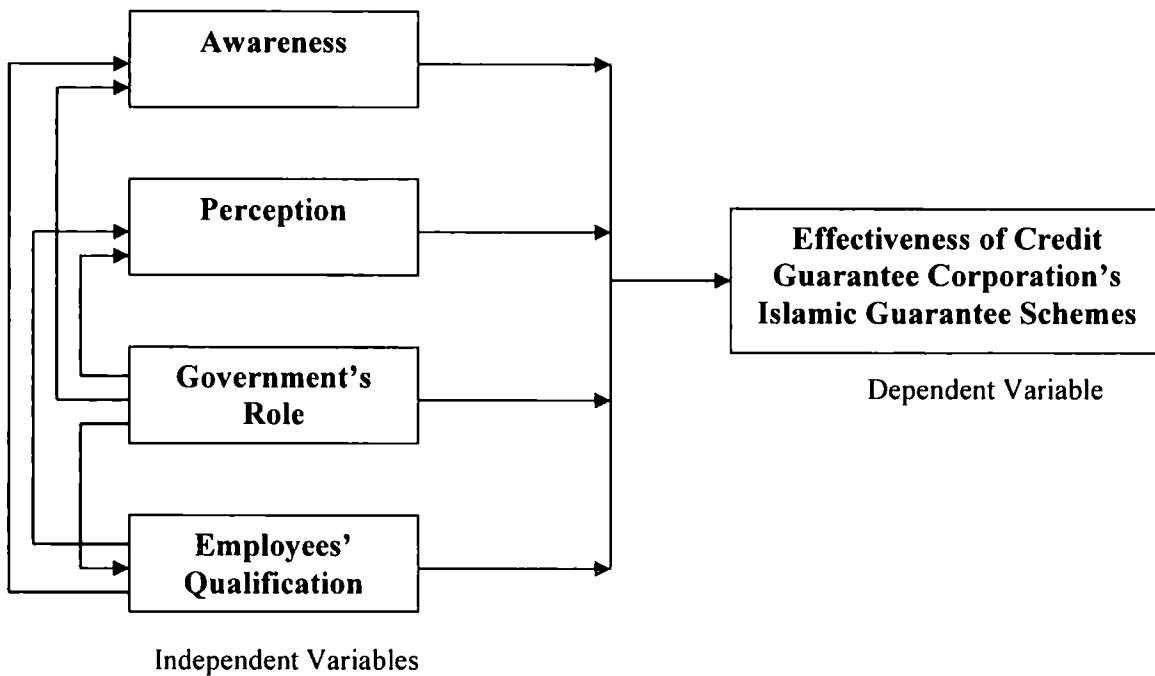 Awareness
Perception
Government's
Role
Employees'
Qualification
Independent Variables
Effectiveness of Credit
Guarantee Corporation's
Islamic Guarantee Schemes
Dependent Variable